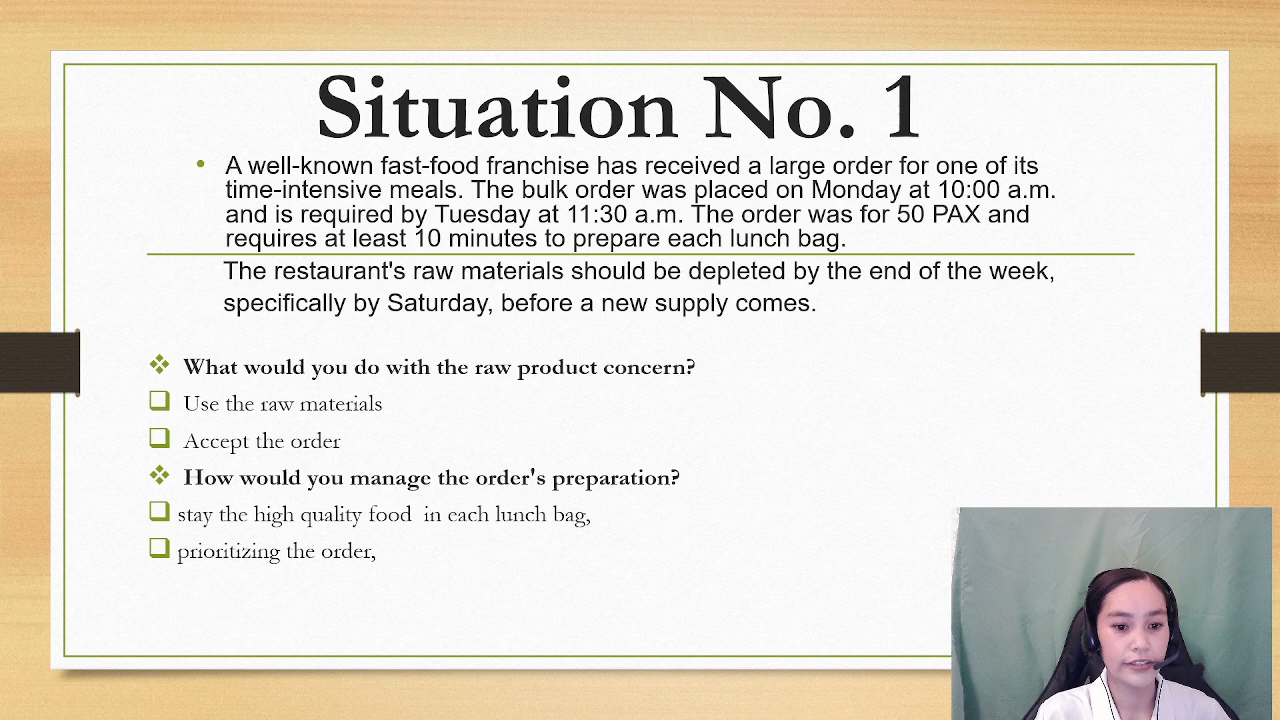 Situation No. 1
A well-known fast-food franchise has received a large order for one of its
time-intensive meals. The bulk order was placed on Monday at 10:00 a.m.
and is required by Tuesday at 11:30 a.m. The order was for 50 PAX and
requires at least 10 minutes to prepare each lunch bag.
The restaurant's raw materials should be depleted by the end of the week,
specifically by Saturday, before a new supply comes.
What would you do with the raw product concern?
Use the raw materials
Accept the order
How would you manage the order's preparation?
stay the high quality food in each lunch bag,
prioritizing the order,